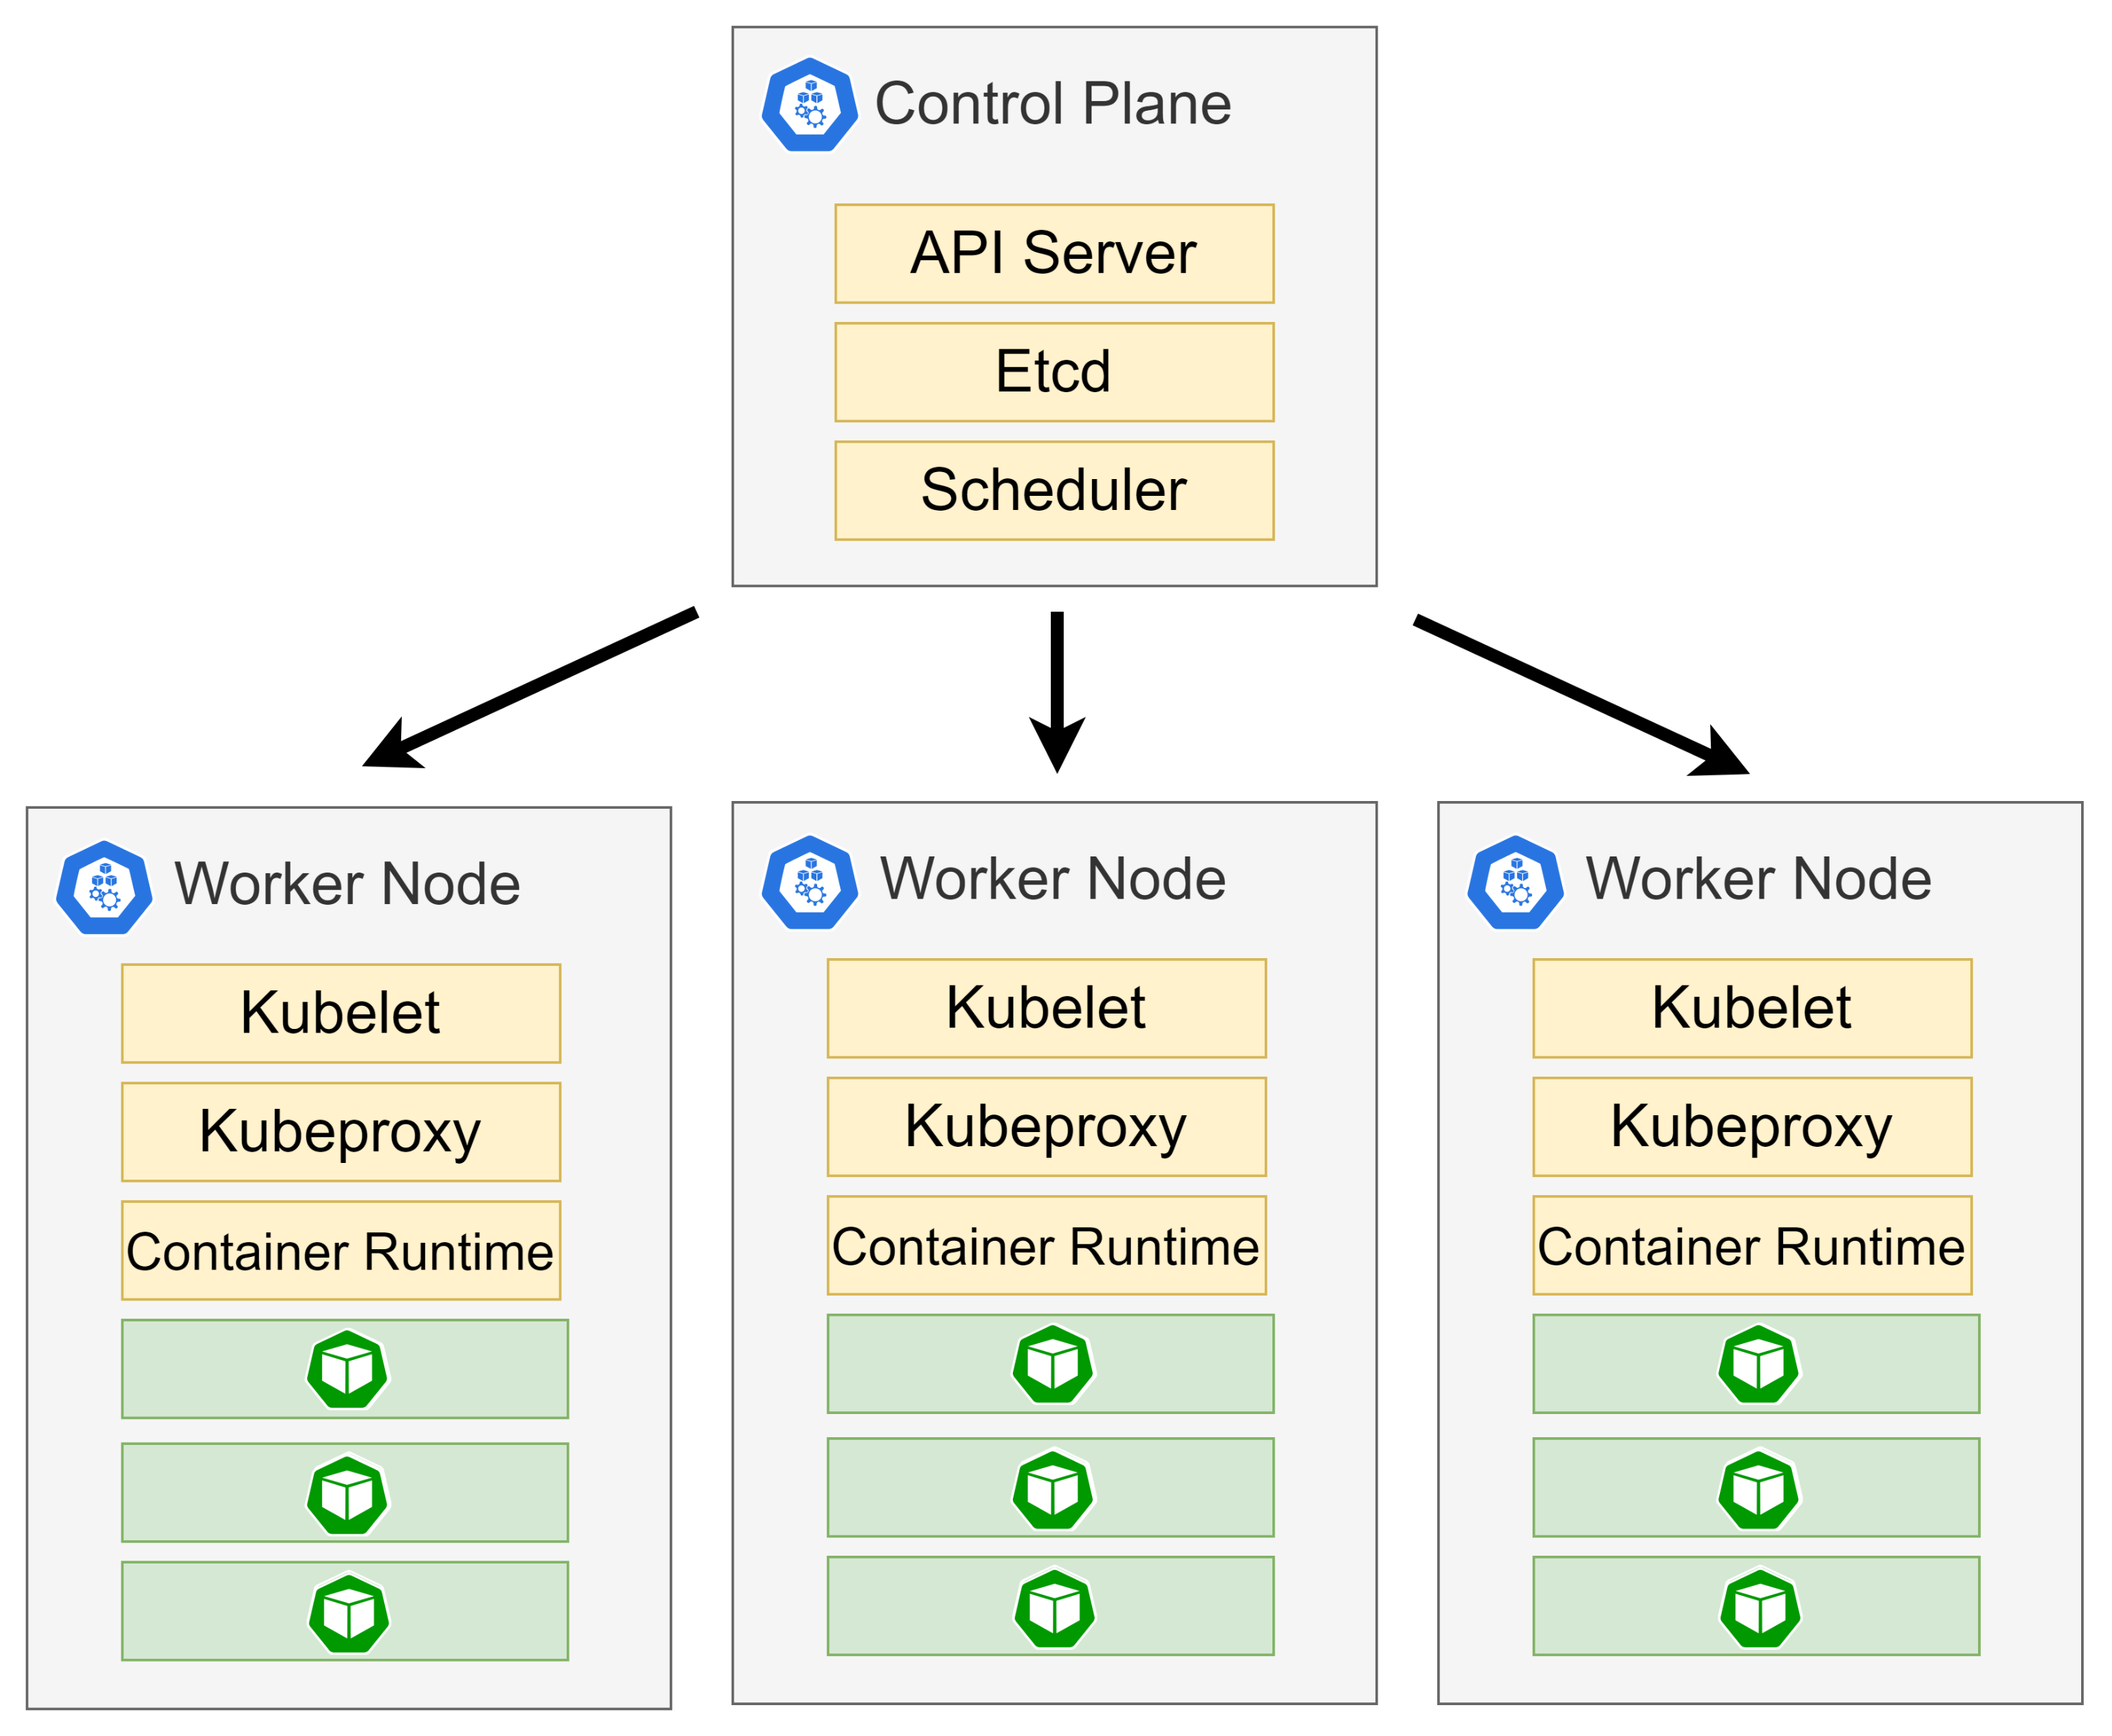 Control Plane
API Server
Etcd
Scheduler
Worker Node
Kubelet
Kubeproxy
Container Runtime
Worker Node
Kubelet
Kubeproxy
Container Runtime
Worker Node
Kubelet
Kubeproxy
Container Runtime